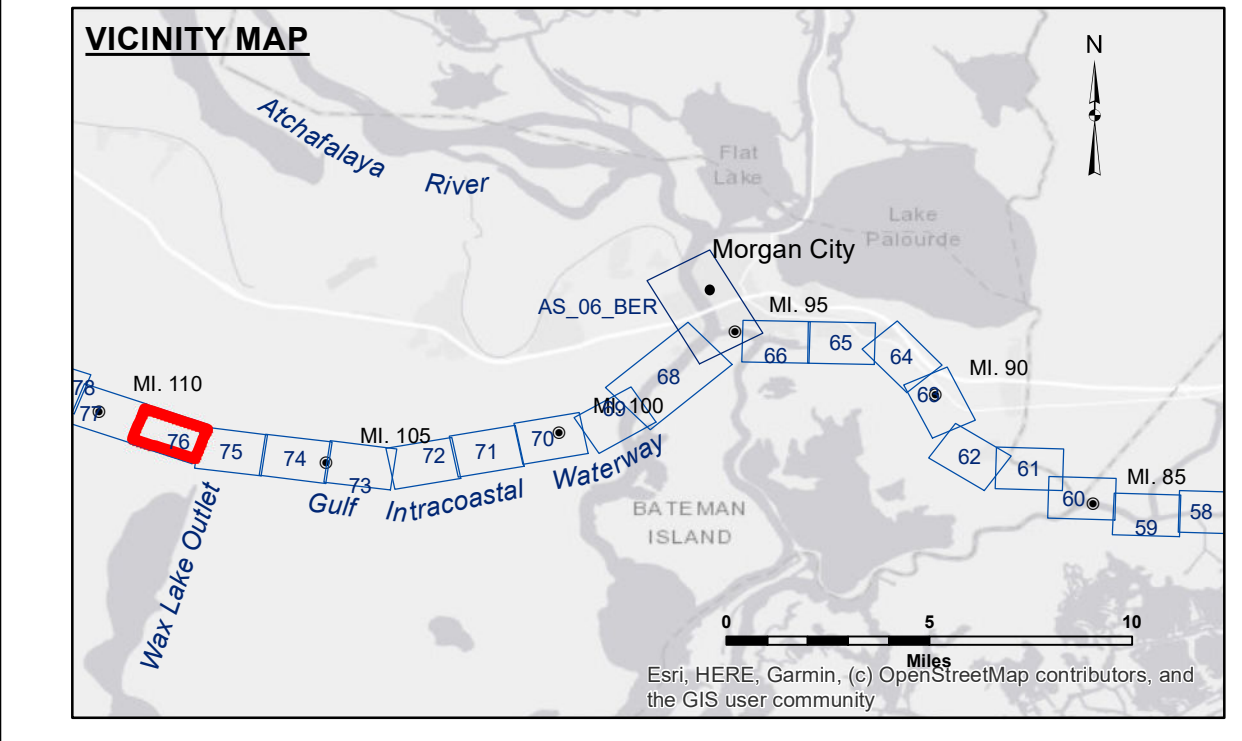 VICINITY MAP
N
Atchafalaya
River
Flat
Lake
Lake
Palourde
Morgan City
AS_06_BER
MI. 95
66
65
64
MI. 90
63
68
MI. 100
69
78
MI. 110
77
76
75
74
MI. 105
73
72
71
70
Gulf
Intracoastal
Waterway
62
61
60
MI. 85
59
58
BATEMAN
ISLAND
Wax Lake Outlet
0
5
10
Miles
Esri, HERE, Garmin, (c) OpenStreetMap contributors, and
the GIS user community